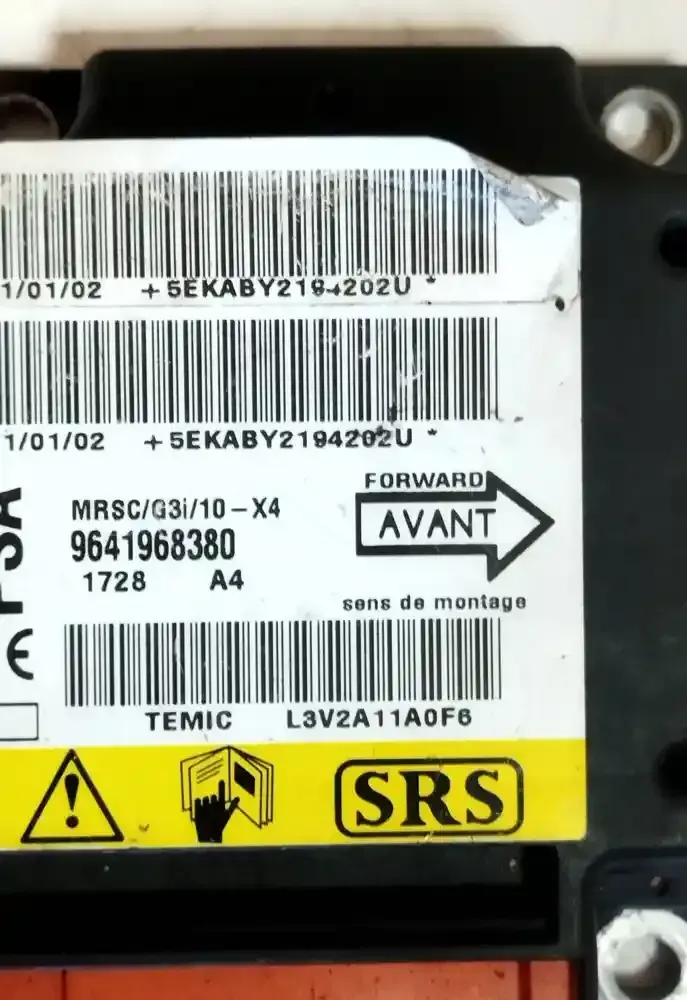 1/01/02 +5EKABY2194202U *
1/01/02 +5EKABY2194202U *
PSA
MRSC/G3i/10-X4
9641968380
1728 A4
FORWARD
AVANT
sens de montage
TEMIC L3V2A11A0F6
SRS